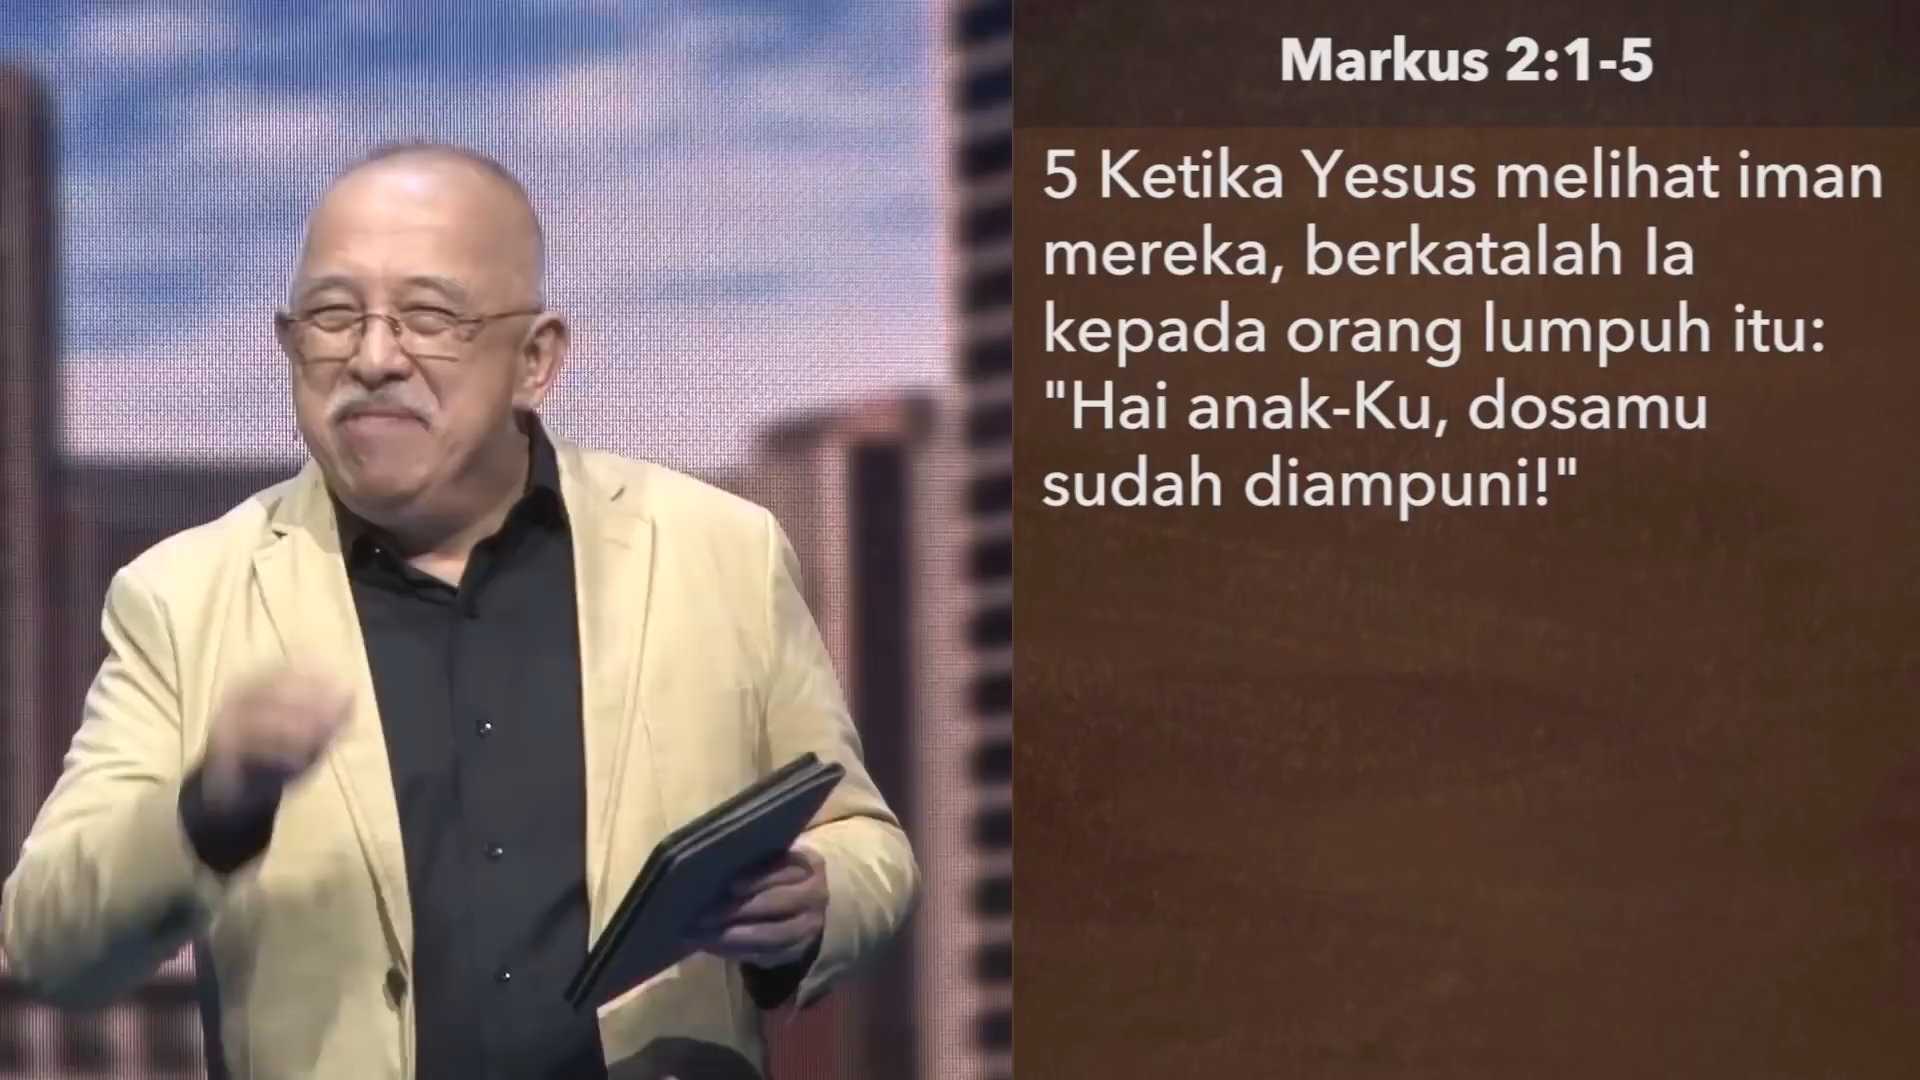 Markus 2:1-5
5 Ketika Yesus melihat iman
mereka, berkatalah Ia
kepada orang lumpuh itu:
"Hai anak-Ku, dosamu
sudah diampuni!"